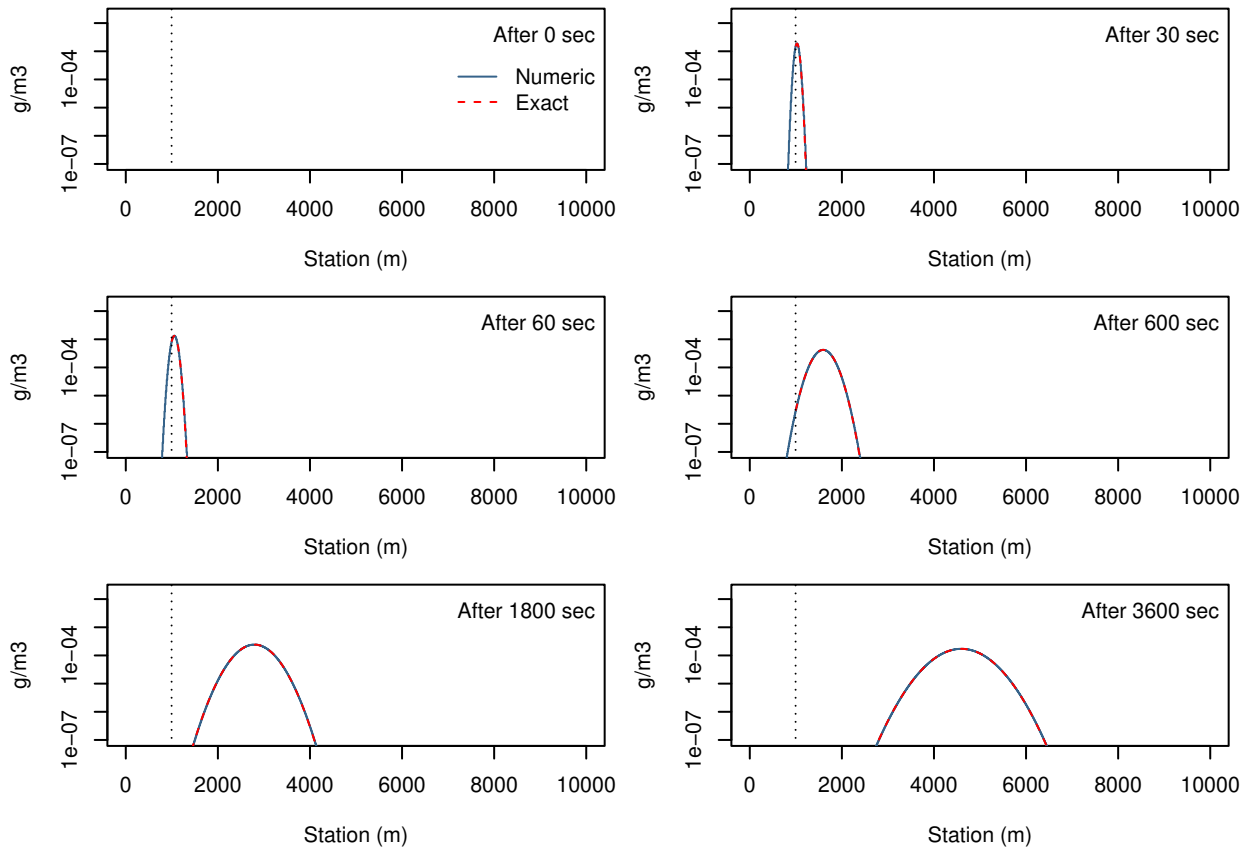 After 0 sec
Numeric
Exact
g/m3
1e−04
1e−07
0 2000 4000 6000 8000 10000
Station (m)
After 30 sec
g/m3
1e−04
1e−07
0 2000 4000 6000 8000 10000
Station (m)
After 60 sec
g/m3
1e−04
1e−07
0 2000 4000 6000 8000 10000
Station (m)
After 600 sec
g/m3
1e−04
1e−07
0 2000 4000 6000 8000 10000
Station (m)
After 1800 sec
g/m3
1e−04
1e−07
0 2000 4000 6000 8000 10000
Station (m)
After 3600 sec
g/m3
1e−04
1e−07
0 2000 4000 6000 8000 10000
Station (m)